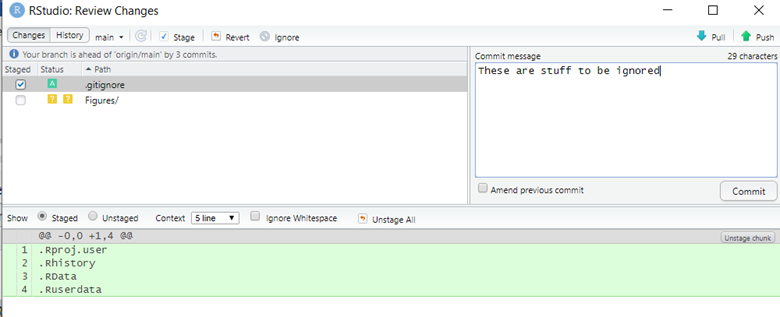 RStudio: Review Changes
Changes History main Stage Revert Ignore Pull Push
Your branch is ahead of 'origin/main' by 3 commits.
Staged Status Path
A .gitignore
? ? Figures/
Commit message 29 characters
These are stuff to be ignored
Amend previous commit Commit
Show Staged Unstaged Context 5 line Ignore Whitespace Unstage All
@@ -0,0 +1,4 @@ Unstage chunk
1 .Rproj.user
2 .Rhistory
3 .RData
4 .Ruserdata